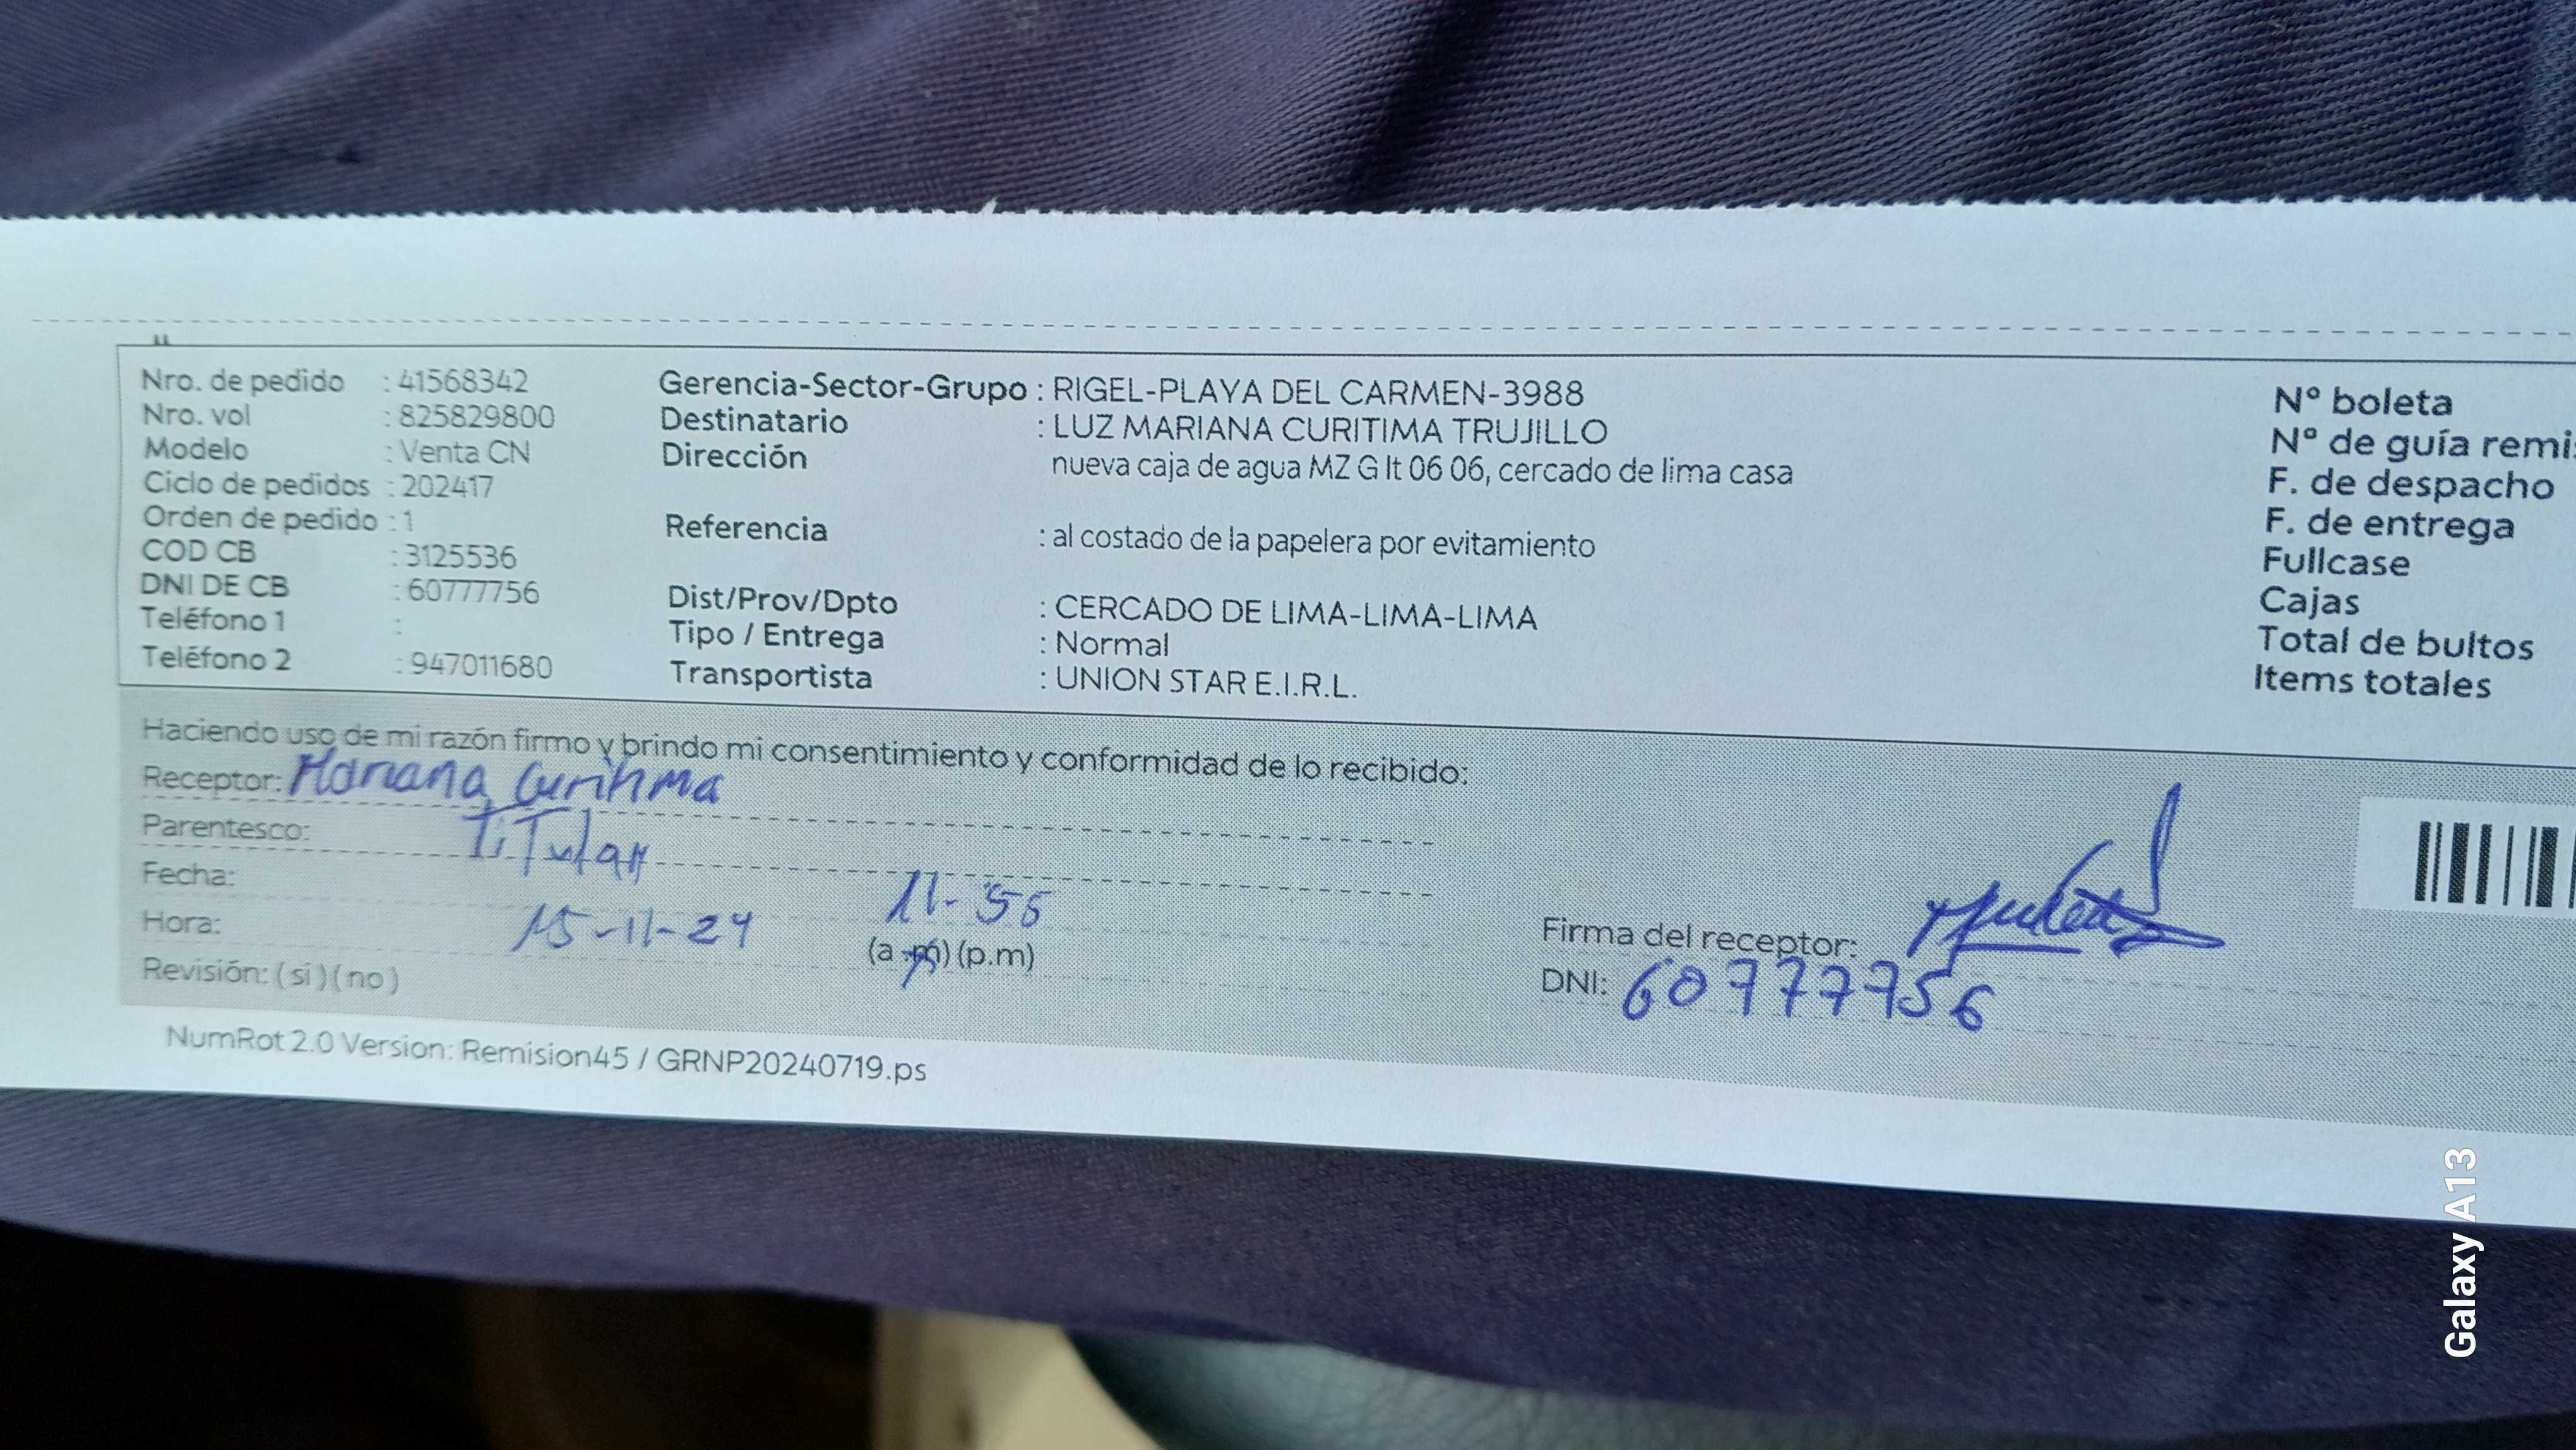 Nro. de pedido : 41568342
Nro. vol : 825829800
Modelo : Venta CN
Ciclo de pedidos : 202417
Orden de pedido : 1
COD CB : 3125536
DNI DE CB : 60777756
Teléfono 1 :
Teléfono 2 : 947011680
Gerencia-Sector-Grupo : RIGEL-PLAYA DEL CARMEN-3988
Destinatario : LUZ MARIANA CURITIMA TRUJILLO
Dirección nueva caja de agua MZ G lt 06 06, cercado de lima casa
Referencia : al costado de la papelera por evitamiento
Dist/Prov/Dpto : CERCADO DE LIMA-LIMA-LIMA
Tipo / Entrega : Normal
Transportista : UNION STAR E.I.R.L.
Nº boleta
Nº de guía remi
F. de despacho
F. de entrega
Fullcase
Cajas
Total de bultos
Items totales
Haciendo uso de mi razón firmo y brindo mi consentimiento y conformidad de lo recibido:
Receptor: Mariana Curitima
Parentesco: Titular
Fecha: 15-11-24
Hora: 11-55 (a.m) (p.m)
Revisión: (si) (no)
Firma del receptor:
DNI: 60777756
NumRot 2.0 Version: Remision45 / GRNP20240719.ps
Galaxy A13